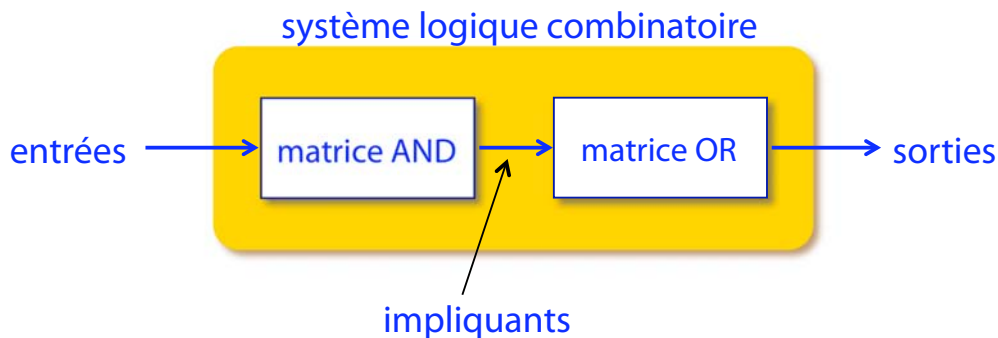 système logique combinatoire
entrées
matrice AND
matrice OR
sorties
impliquants